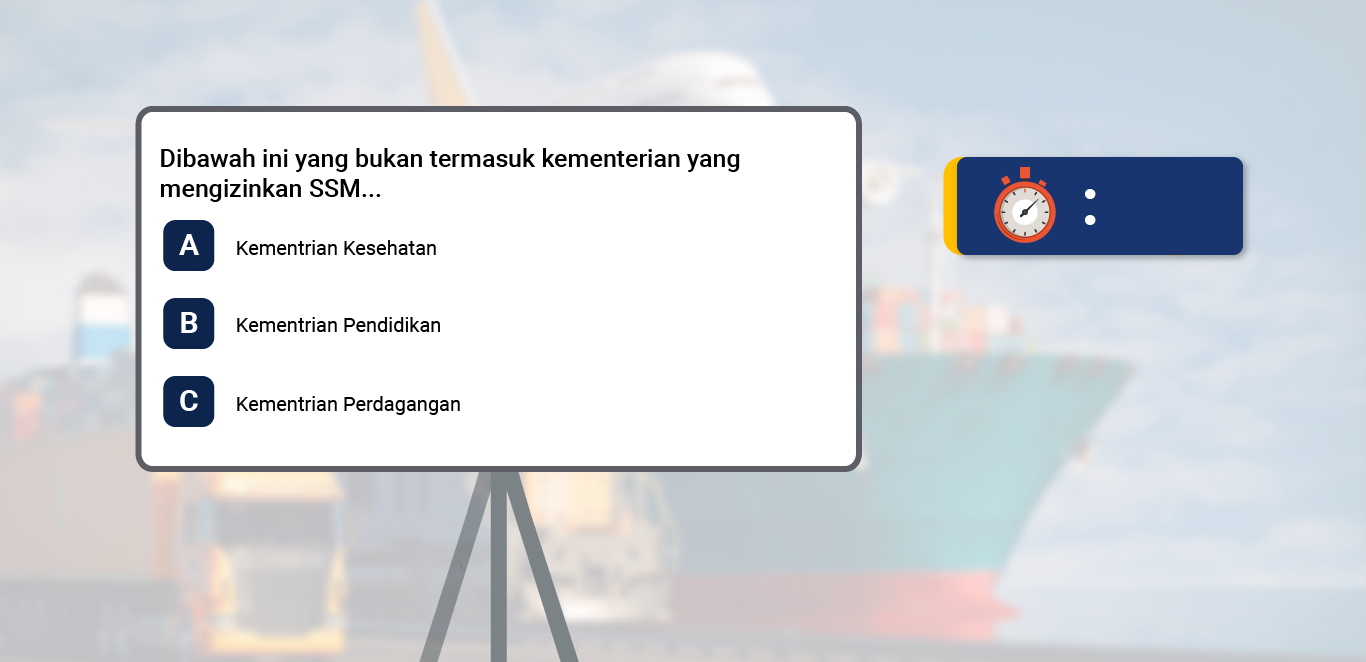 Dibawah ini yang bukan termasuk kementerian yang
mengizinkan SSM...
A Kementrian Kesehatan
B Kementrian Pendidikan
C Kementrian Perdagangan
: